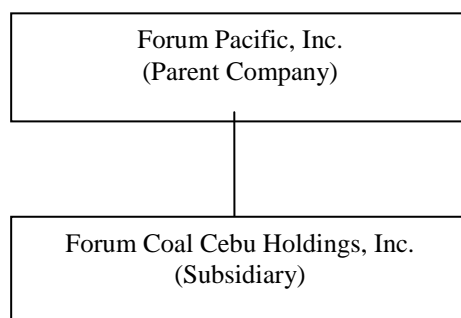 Forum Pacific, Inc.
(Parent Company)
Forum Coal Cebu Holdings, Inc.
(Subsidiary)